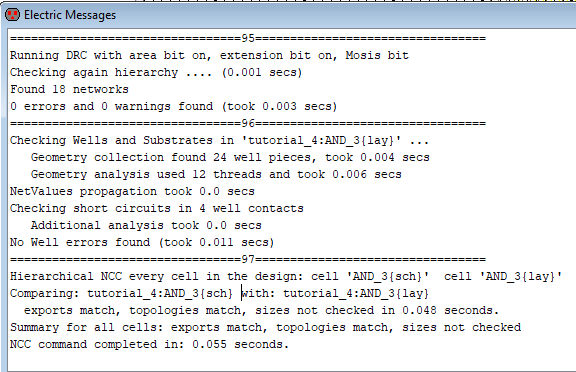 Electric Messages
=================================95=================================
Running DRC with area bit on, extension bit on, Mosis bit
Checking again hierarchy .... (0.001 secs)
Found 18 networks
0 errors and 0 warnings found (took 0.003 secs)
=================================96=================================
Checking Wells and Substrates in 'tutorial_4:AND_3{lay}' ...
   Geometry collection found 24 well pieces, took 0.004 secs
   Geometry analysis used 12 threads and took 0.006 secs
NetValues propagation took 0.0 secs
Checking short circuits in 4 well contacts
   Additional analysis took 0.0 secs
No Well errors found (took 0.011 secs)
=================================97=================================
Hierarchical NCC every cell in the design: cell 'AND_3{sch}'  cell 'AND_3{lay}'
Comparing: tutorial_4:AND_3{sch} with: tutorial_4:AND_3{lay}
  exports match, topologies match, sizes not checked in 0.048 seconds.
Summary for all cells: exports match, topologies match, sizes not checked
NCC command completed in: 0.055 seconds.